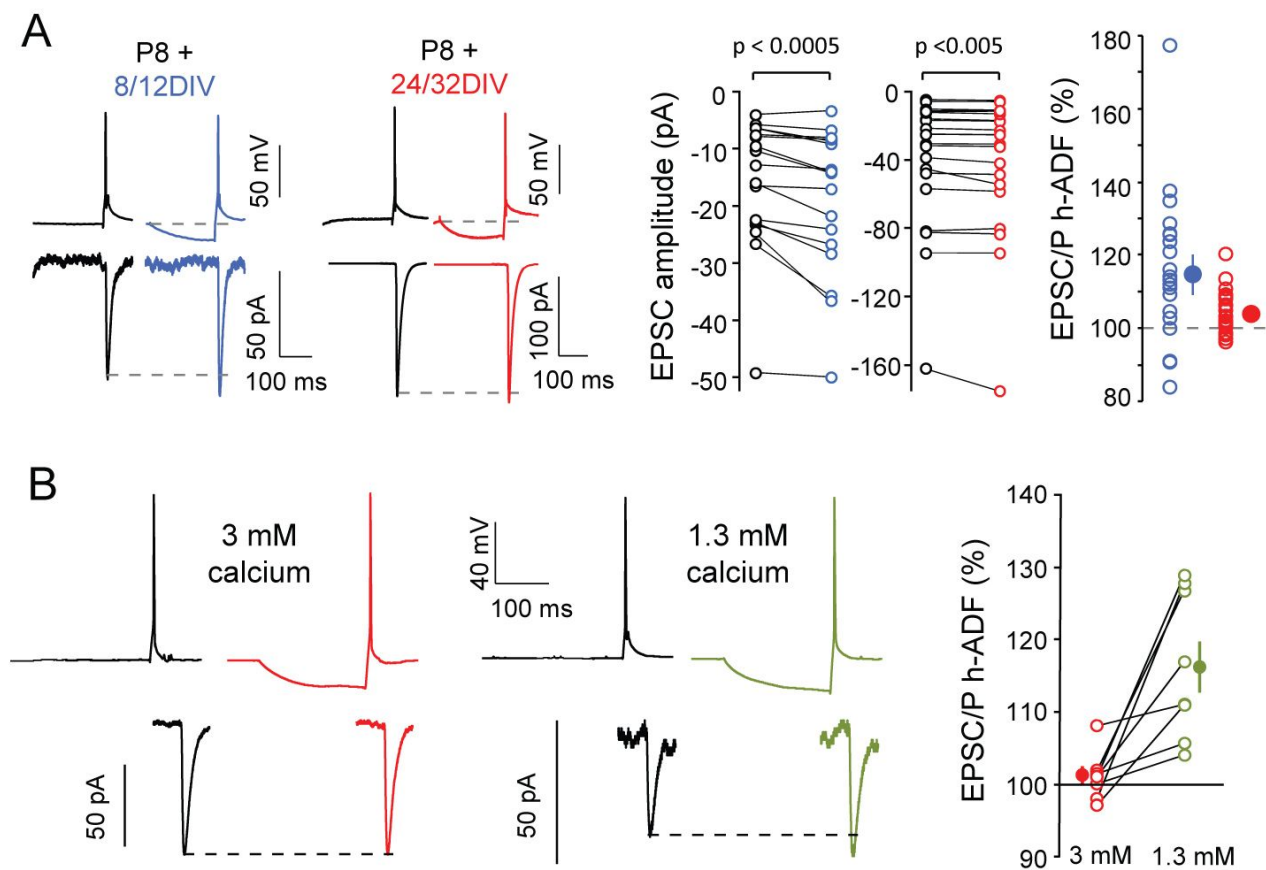 A
P8 +
8/12DIV
50 mV
50 pA
100 ms
P8 +
24/32DIV
50 mV
100 pA
100 ms
p < 0.0005
p <0.005
EPSC amplitude (pA)
0
-10
-20
-30
-40
-50
0
-40
-80
-120
-160
EPSC/P h-ADF (%)
180
160
140
120
100
80
B
3 mM
calcium
50 pA
40 mV
100 ms
1.3 mM
calcium
50 pA
EPSC/P h-ADF (%)
140
130
120
110
100
90
3 mM
1.3 mM